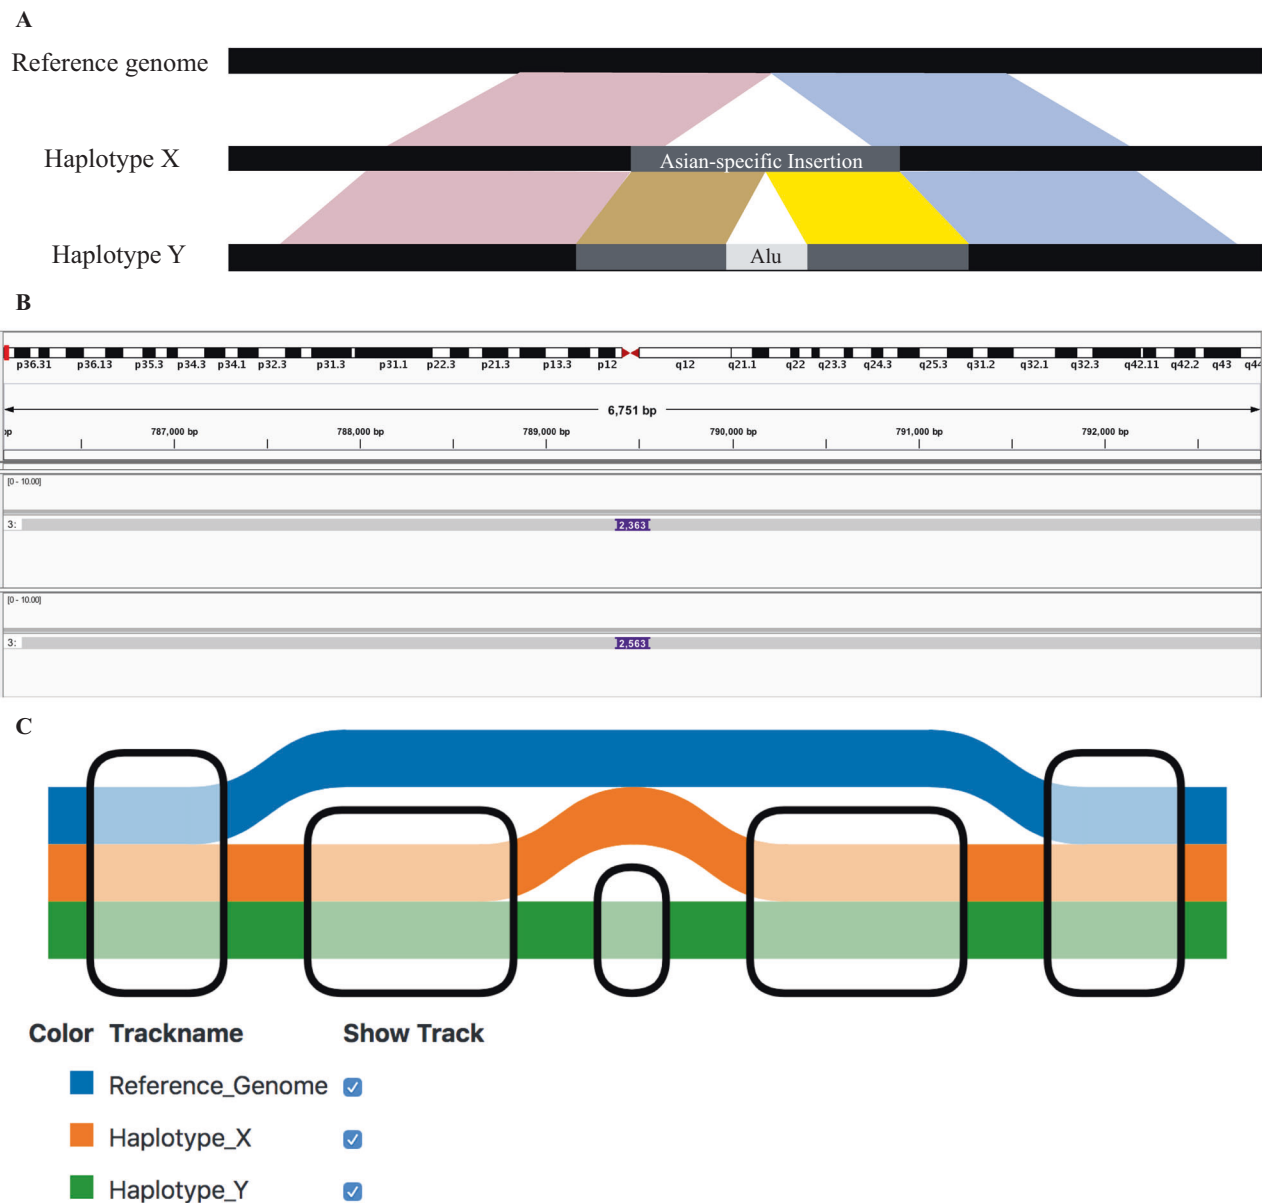 A
Reference genome
Haplotype X
Asian-specific Insertion
Haplotype Y
Alu
B
p36.31 p36.13 p35.3 p34.3 p34.1 p32.3 p31.3 p31.1 p22.3 p21.3 p13.3 p12 q12 q21.1 q22 q23.3 q24.3 q25.3 q31.2 q32.1 q32.3 q42.11 q42.2 q43 q44
6,751 bp
bp 787,000 bp 788,000 bp 789,000 bp 790,000 bp 791,000 bp 792,000 bp
[0 - 10.00]
3: 2,363
[0 - 10.00]
3: 2,563
C
Color Trackname Show Track
Reference_Genome
Haplotype_X
Haplotype_Y